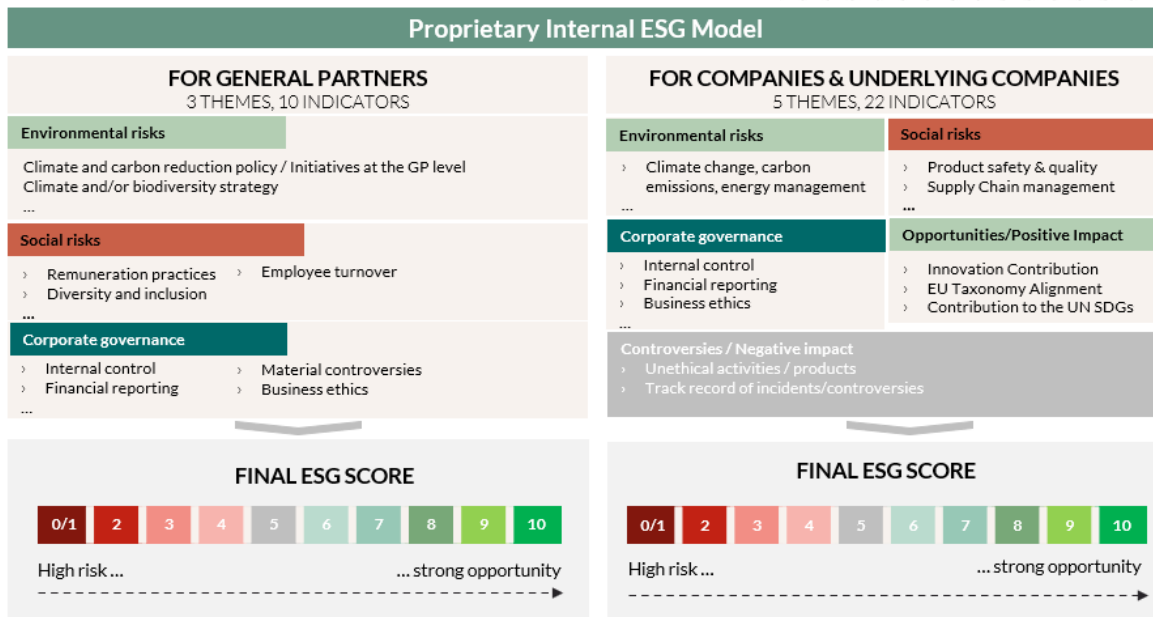 Proprietary Internal ESG Model
FOR GENERAL PARTNERS
3 THEMES, 10 INDICATORS
Environmental risks
Climate and carbon reduction policy / Initiatives at the GP level
Climate and/or biodiversity strategy
...
Social risks
› Remuneration practices
› Diversity and inclusion
...
› Employee turnover
Corporate governance
› Internal control
› Financial reporting
...
› Material controversies
› Business ethics
FINAL ESG SCORE
0/1 2 3 4 5 6 7 8 9 10
High risk ... ... strong opportunity
FOR COMPANIES & UNDERLYING COMPANIES
5 THEMES, 22 INDICATORS
Environmental risks
› Climate change, carbon
emissions, energy management
...
Social risks
› Product safety & quality
› Supply Chain management
...
Corporate governance
› Internal control
› Financial reporting
› Business ethics
...
Opportunities/Positive Impact
› Innovation Contribution
› EU Taxonomy Alignment
› Contribution to the UN SDGs
Controversies / Negative impact
› Unethical activities / products
› Track record of incidents/controversies
FINAL ESG SCORE
0/1 2 3 4 5 6 7 8 9 10
High risk ... ... strong opportunity